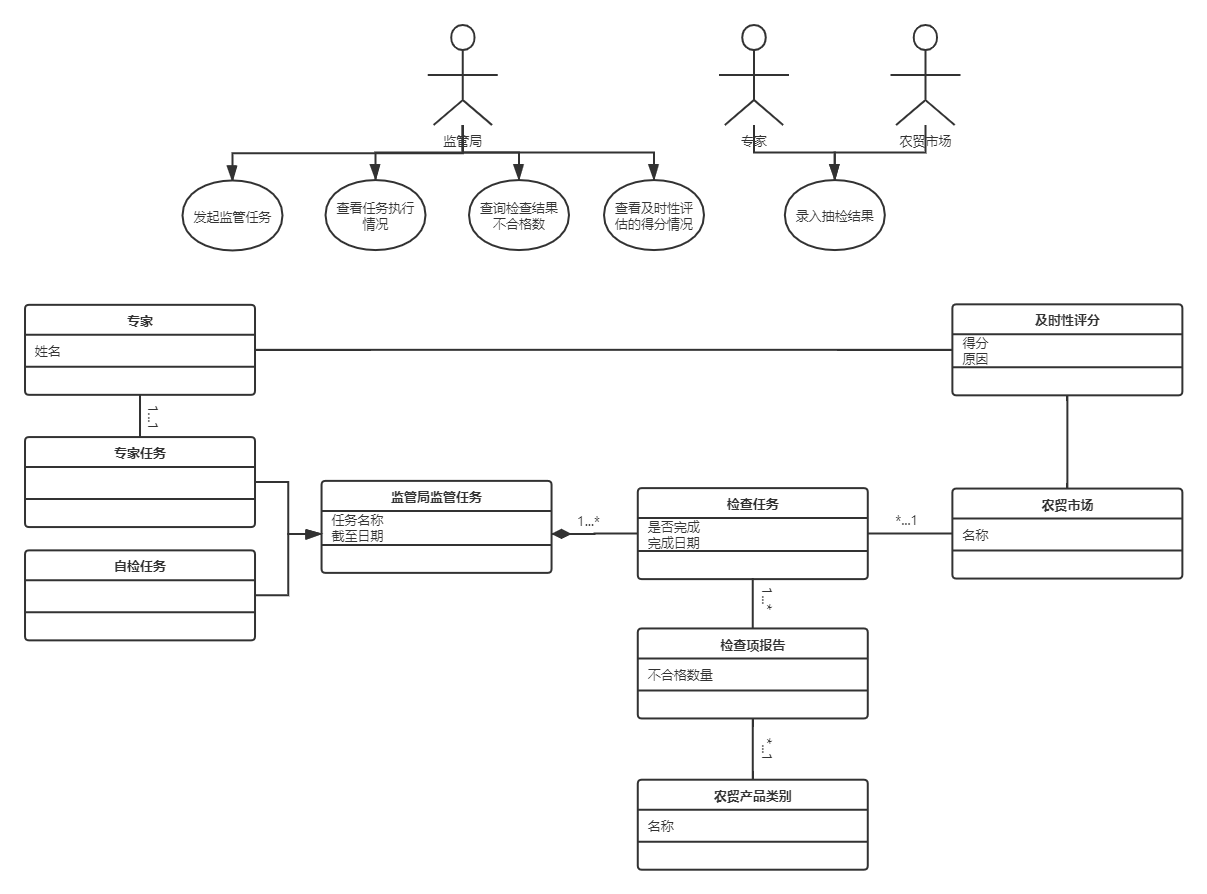 监管局
专家
农贸市场
发起监管任务
查看任务执行
情况
查询检查结果
不合格数
查看及时性评
估的得分情况
录入抽检结果
专家
姓名
及时性评分
得分
原因
1...1
专家任务
监管局监管任务
任务名称
截至日期
1...*
检查任务
是否完成
完成日期
*...1
农贸市场
名称
自检任务
1...*
检查项报告
不合格数量
*...1
农贸产品类别
名称